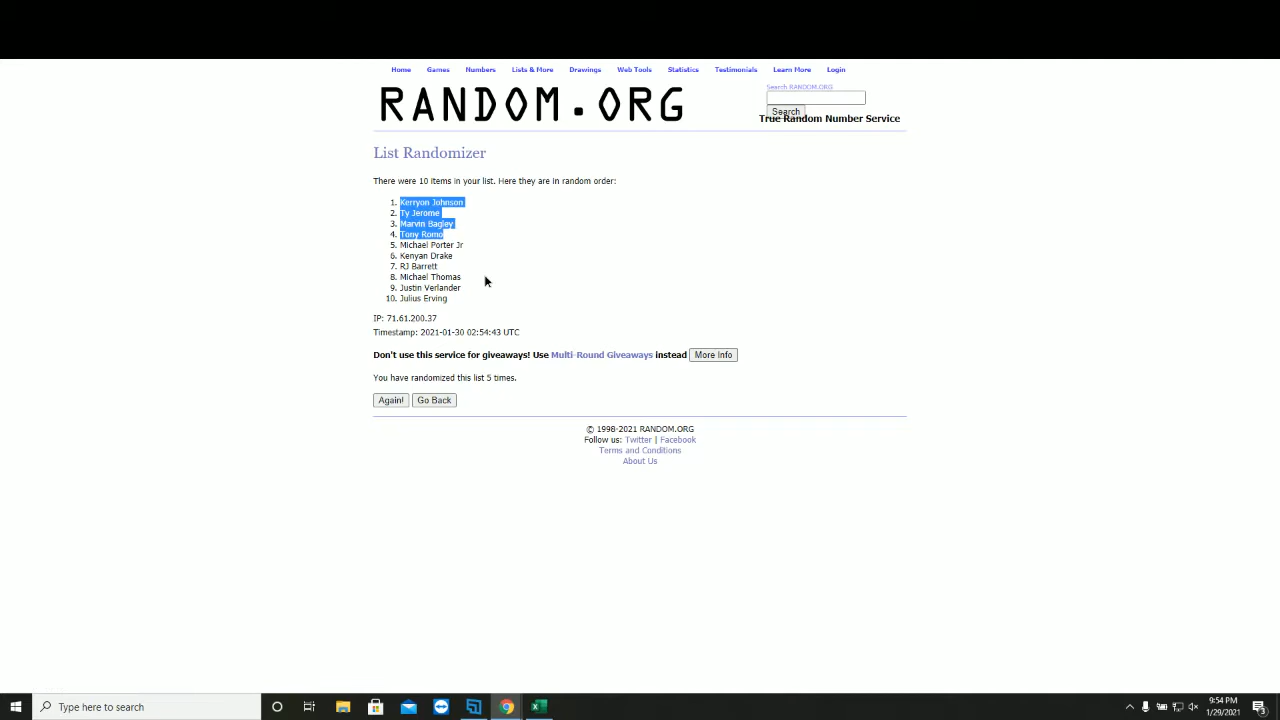 Home Games Numbers Lists & More Drawings Web Tools Statistics Testimonials Learn More Login
Search RANDOM.ORG
RANDOM.ORG
Search
True Random Number Service
List Randomizer
There were 10 items in your list. Here they are in random order:
1. Kerryon Johnson
2. Ty Jerome
3. Marvin Bagley
4. Tony Romo
5. Michael Porter Jr
6. Kenyan Drake
7. RJ Barrett
8. Michael Thomas
9. Justin Verlander
10. Julius Erving
IP: 71.61.200.37
Timestamp: 2021-01-30 02:54:43 UTC
Don't use this service for giveaways! Use Multi-Round Giveaways instead More Info
You have randomized this list 5 times.
Again! Go Back
© 1998-2021 RANDOM.ORG
Follow us: Twitter | Facebook
Terms and Conditions
About Us
Type here to search
9:54 PM
1/29/2021